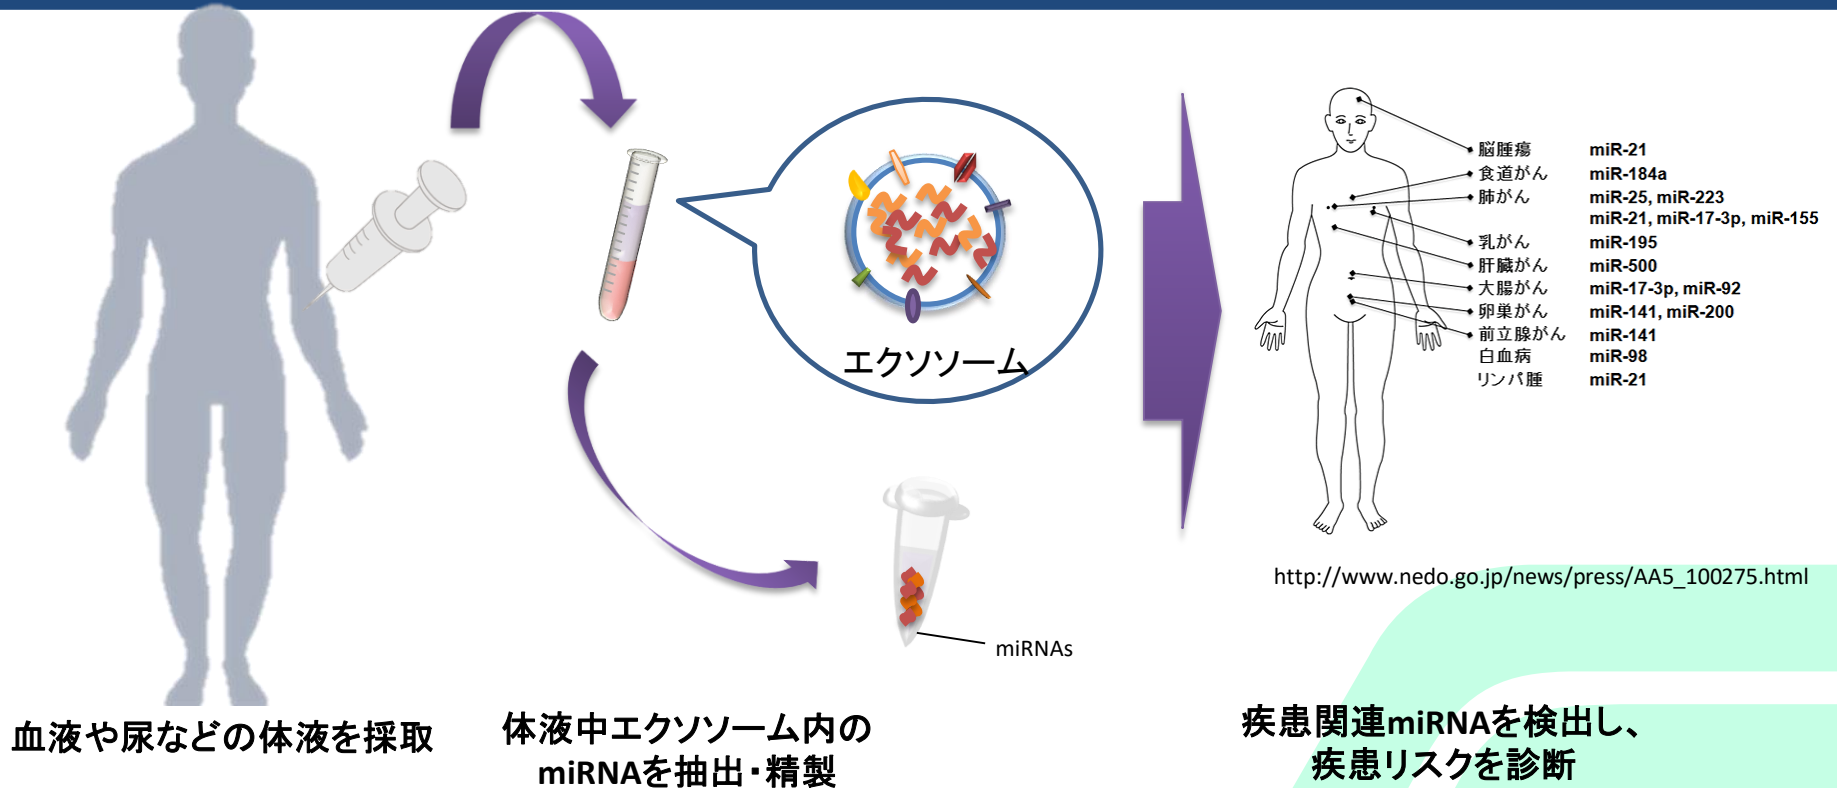 脳腫瘍 miR-21
食道がん miR-184a
肺がん miR-25, miR-223
miR-21, miR-17-3p, miR-155
乳がん miR-195
肝臓がん miR-500
大腸がん miR-17-3p, miR-92
卵巣がん miR-141, miR-200
前立腺がん miR-141
白血病 miR-98
リンパ腫 miR-21
エクソソーム
http://www.nedo.go.jp/news/press/AA5_100275.html
miRNAs
血液や尿などの体液を採取
体液中エクソソーム内の
miRNAを抽出・精製
疾患関連miRNAを検出し、
疾患リスクを診断